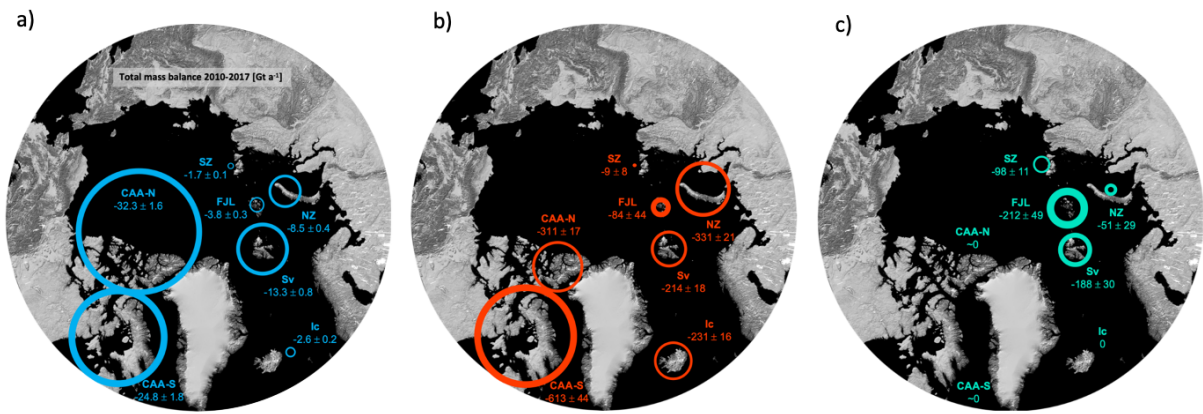 a)
Total mass balance 2010-2017 [Gt a⁻¹]
SZ
-1.7 ± 0.1
CAA-N
-32.3 ± 1.6
FJL
-3.8 ± 0.3
NZ
-8.5 ± 0.4
Sv
-13.3 ± 0.8
Ic
-2.6 ± 0.2
CAA-S
-24.8 ± 1.8
b)
SZ
-9 ± 8
FJL
-84 ± 44
CAA-N
-311 ± 17
NZ
-331 ± 21
Sv
-214 ± 18
Ic
-231 ± 16
CAA-S
-613 ± 44
c)
SZ
-98 ± 11
FJL
-212 ± 49
NZ
-51 ± 29
CAA-N
~0
Sv
-188 ± 30
Ic
0
CAA-S
~0